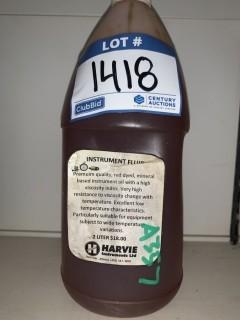 LOT #
1418
ClubBid
CENTURY
AUCTIONS
INSTRUMENT FLUID
Premium quality, red dyed, mineral
based instrument oil with a high
viscosity index. Very high
resistance to viscosity change with
temperature. Excellent low
temperature characteristics.
Particularly suitable for equipment
subject to wide temperature
variations.
2 LITER $18.00
HARVIE
Instruments Ltd